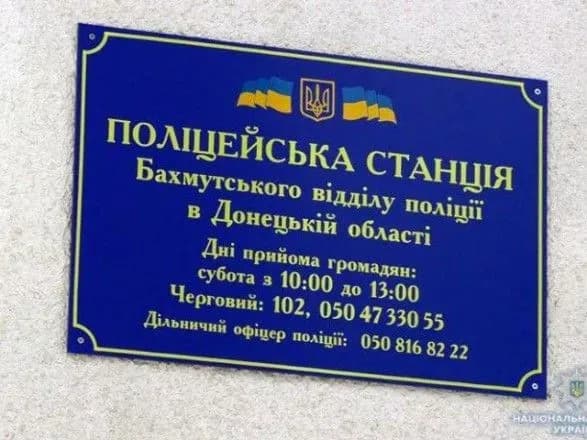 ПОЛІЦЕЙСЬКА СТАНЦІЯ
Бахмутського відділу поліції
в Донецькій області
Дні прийома громадян:
субота з 10:00 до 13:00
Черговий: 102, 050 47 330 55
Дільничий офіцер поліції: 050 816 82 22